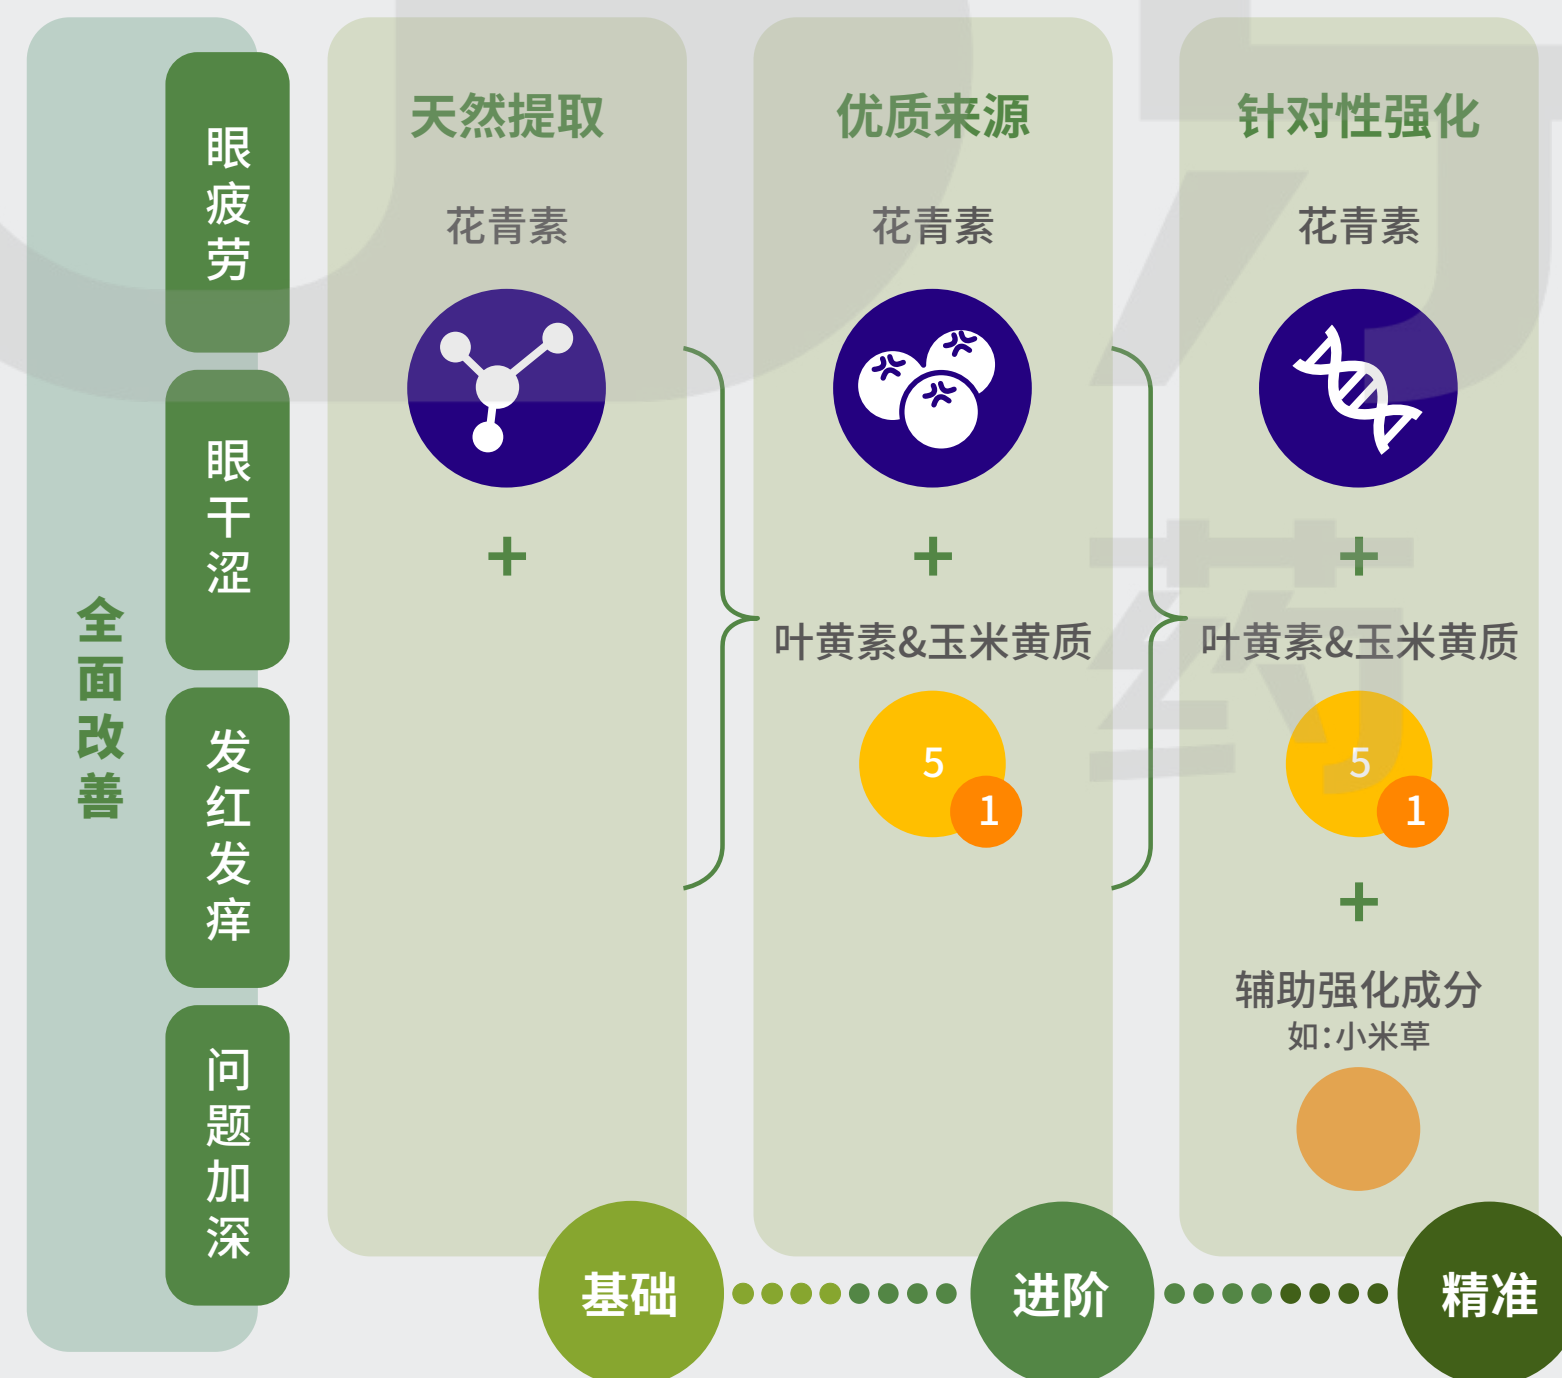 全面改善
眼疲劳
眼干涩
发红发痒
问题加深
天然提取
花青素
+
优质来源
花青素
+
叶黄素&玉米黄质
5
1
针对性强化
花青素
+
叶黄素&玉米黄质
5
1
+
辅助强化成分
如:小米草
基础
进阶
精准
药